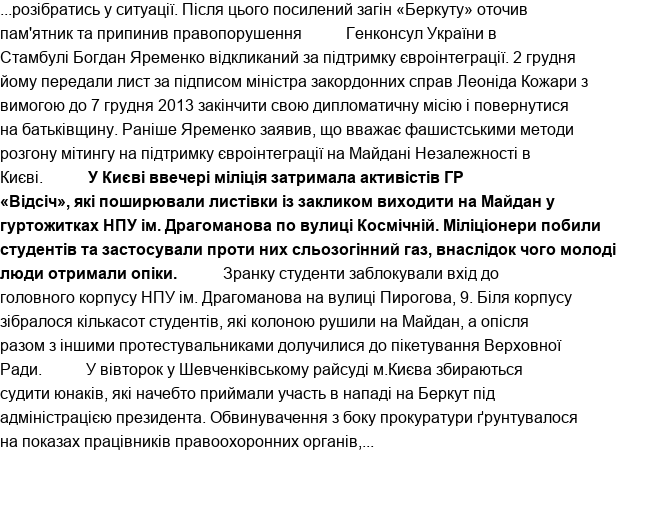 ...розібратись у ситуації. Після цього посилений загін «Беркуту» оточив
пам'ятник та припинив правопорушення Генконсул України в
Стамбулі Богдан Яременко відкликаний за підтримку євроінтеграції. 2 грудня
йому передали лист за підписом міністра закордонних справ Леоніда Кожари з
вимогою до 7 грудня 2013 закінчити свою дипломатичну місію і повернутися
на батьківщину. Раніше Яременко заявив, що вважає фашистськими методи
розгону мітингу на підтримку євроінтеграції на Майдані Незалежності в
Києві. У Києві ввечері міліція затримала активістів ГР
«Відсіч», які поширювали листівки із закликом виходити на Майдан у
гуртожитках НПУ ім. Драгоманова по вулиці Космічній. Міліціонери побили
студентів та застосували проти них сльозогінний газ, внаслідок чого молоді
люди отримали опіки. Зранку студенти заблокували вхід до
головного корпусу НПУ ім. Драгоманова на вулиці Пирогова, 9. Біля корпусу
зібралося кількасот студентів, які колоною рушили на Майдан, а опісля
разом з іншими протестувальниками долучилися до пікетування Верховної
Ради. У вівторок у Шевченківському райсуді м.Києва збираються
судити юнаків, які начебто приймали участь в нападі на Беркут під
адміністрацією президента. Обвинувачення з боку прокуратури ґрунтувалося
на показах працівників правоохоронних органів,...